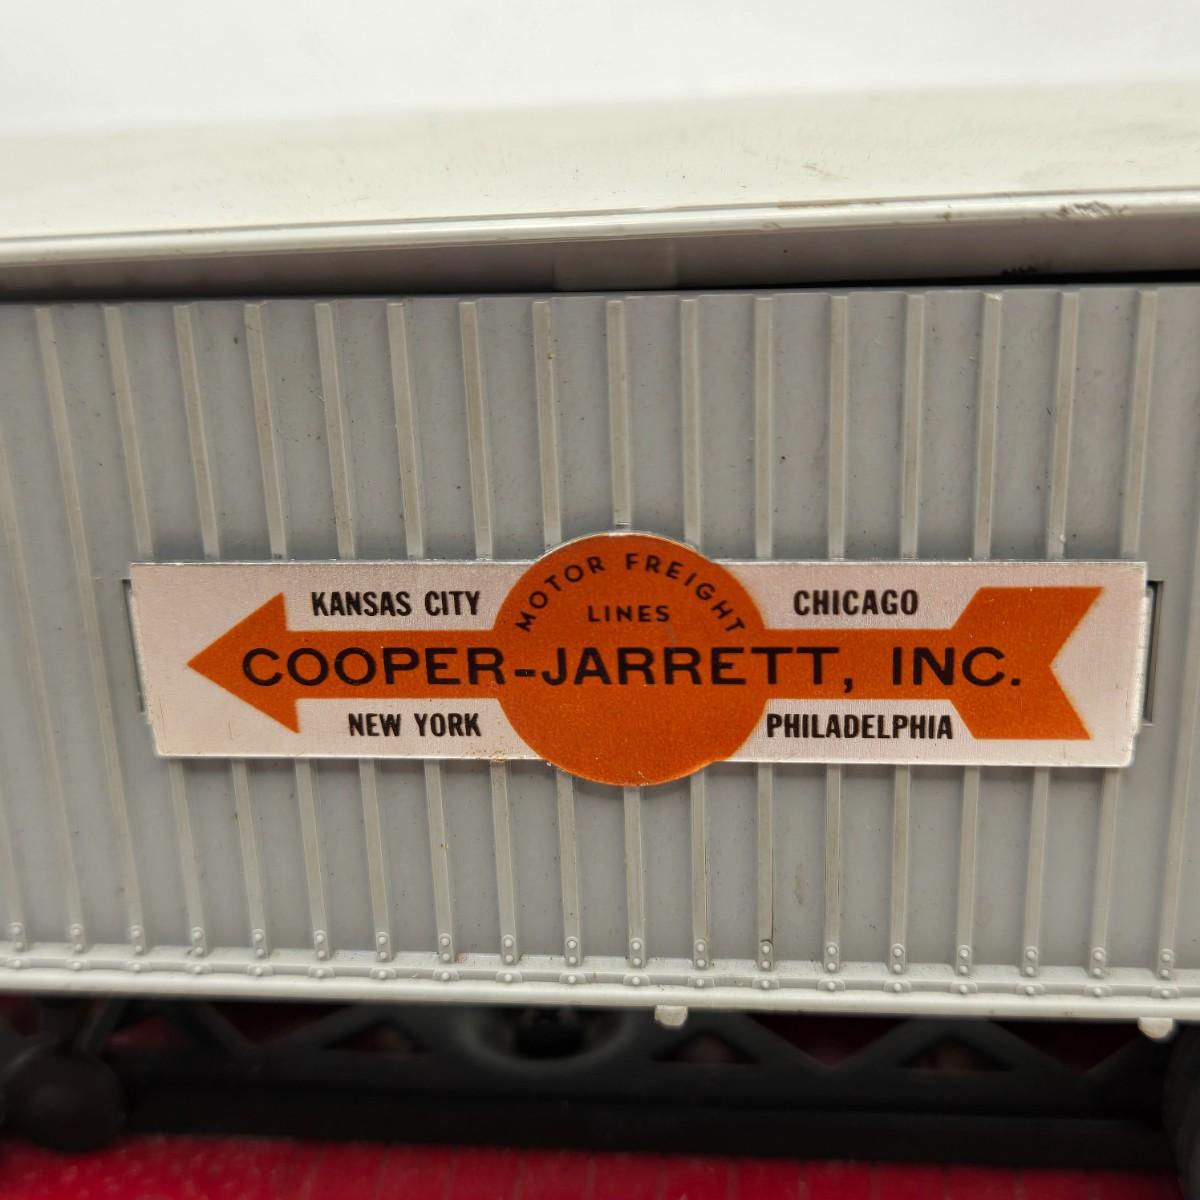 MOTOR FREIGHT
LINES
KANSAS CITY
CHICAGO
COOPER-JARRETT, INC.
NEW YORK
PHILADELPHIA